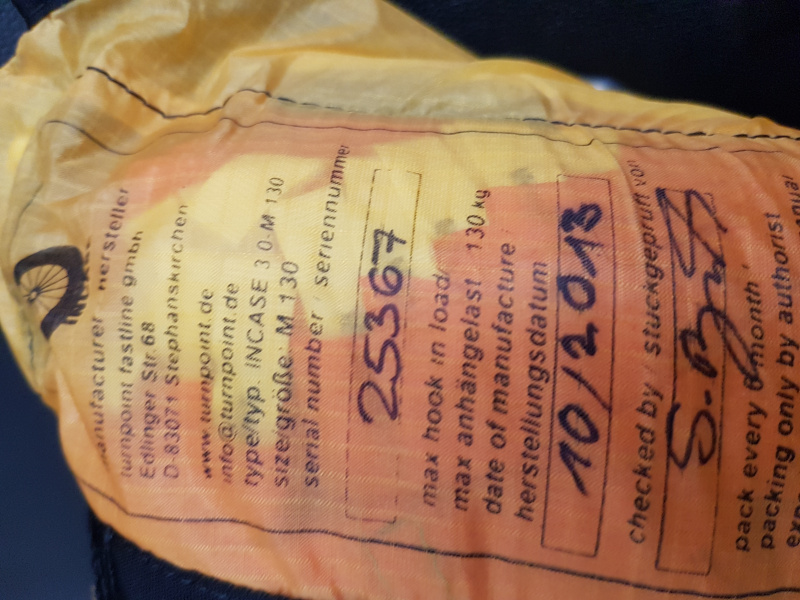 manufacturer hersteller
turnpoint fastline gmbh
Edlinger Str. 68
D-83071 Stephanskirchen
www.turnpoint.de
info@turnpoint.de
type/typ. INCASE 3 0-M 130
size/größe. M 130
serial number / seriennummer
25367
max hook in load/
max anhängelast 130 kg
date of manufacture /
herstellungsdatum
10/2013
checked by / stückgeprüft von
pack every 6 month
packing only by authorist